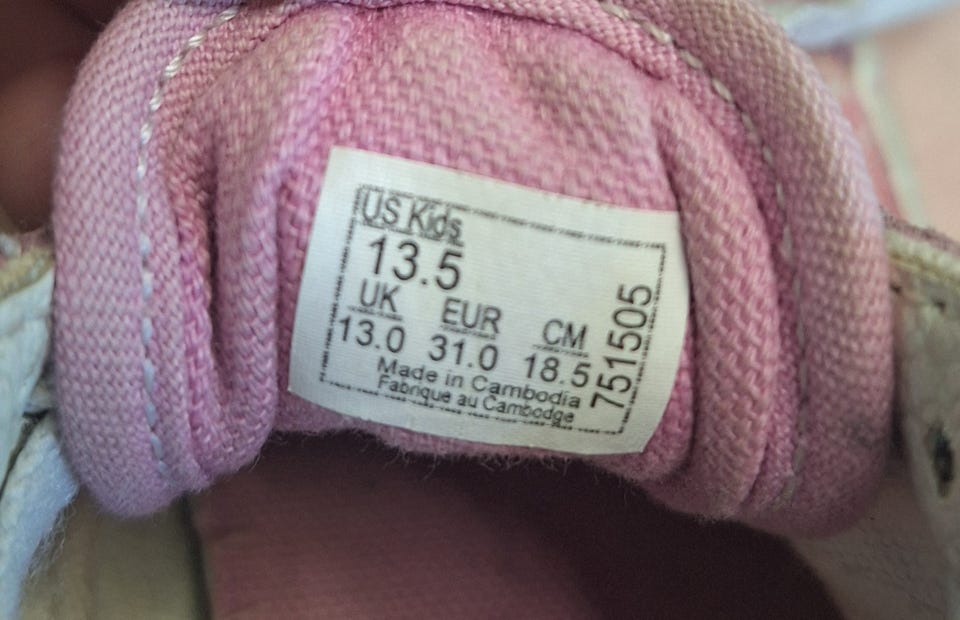 US Kids
13.5
UK EUR CM
13.0 31.0 18.5
Made in Cambodia
Fabrique au Cambodge
751505